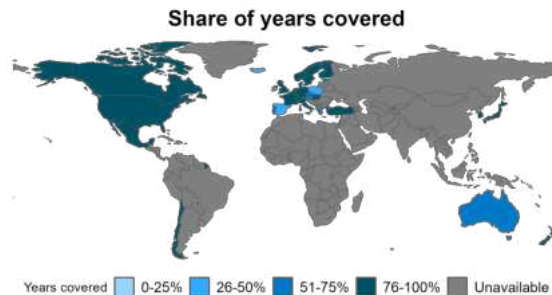 Share of years covered
Years covered 0-25% 26-50% 51-75% 76-100% Unavailable